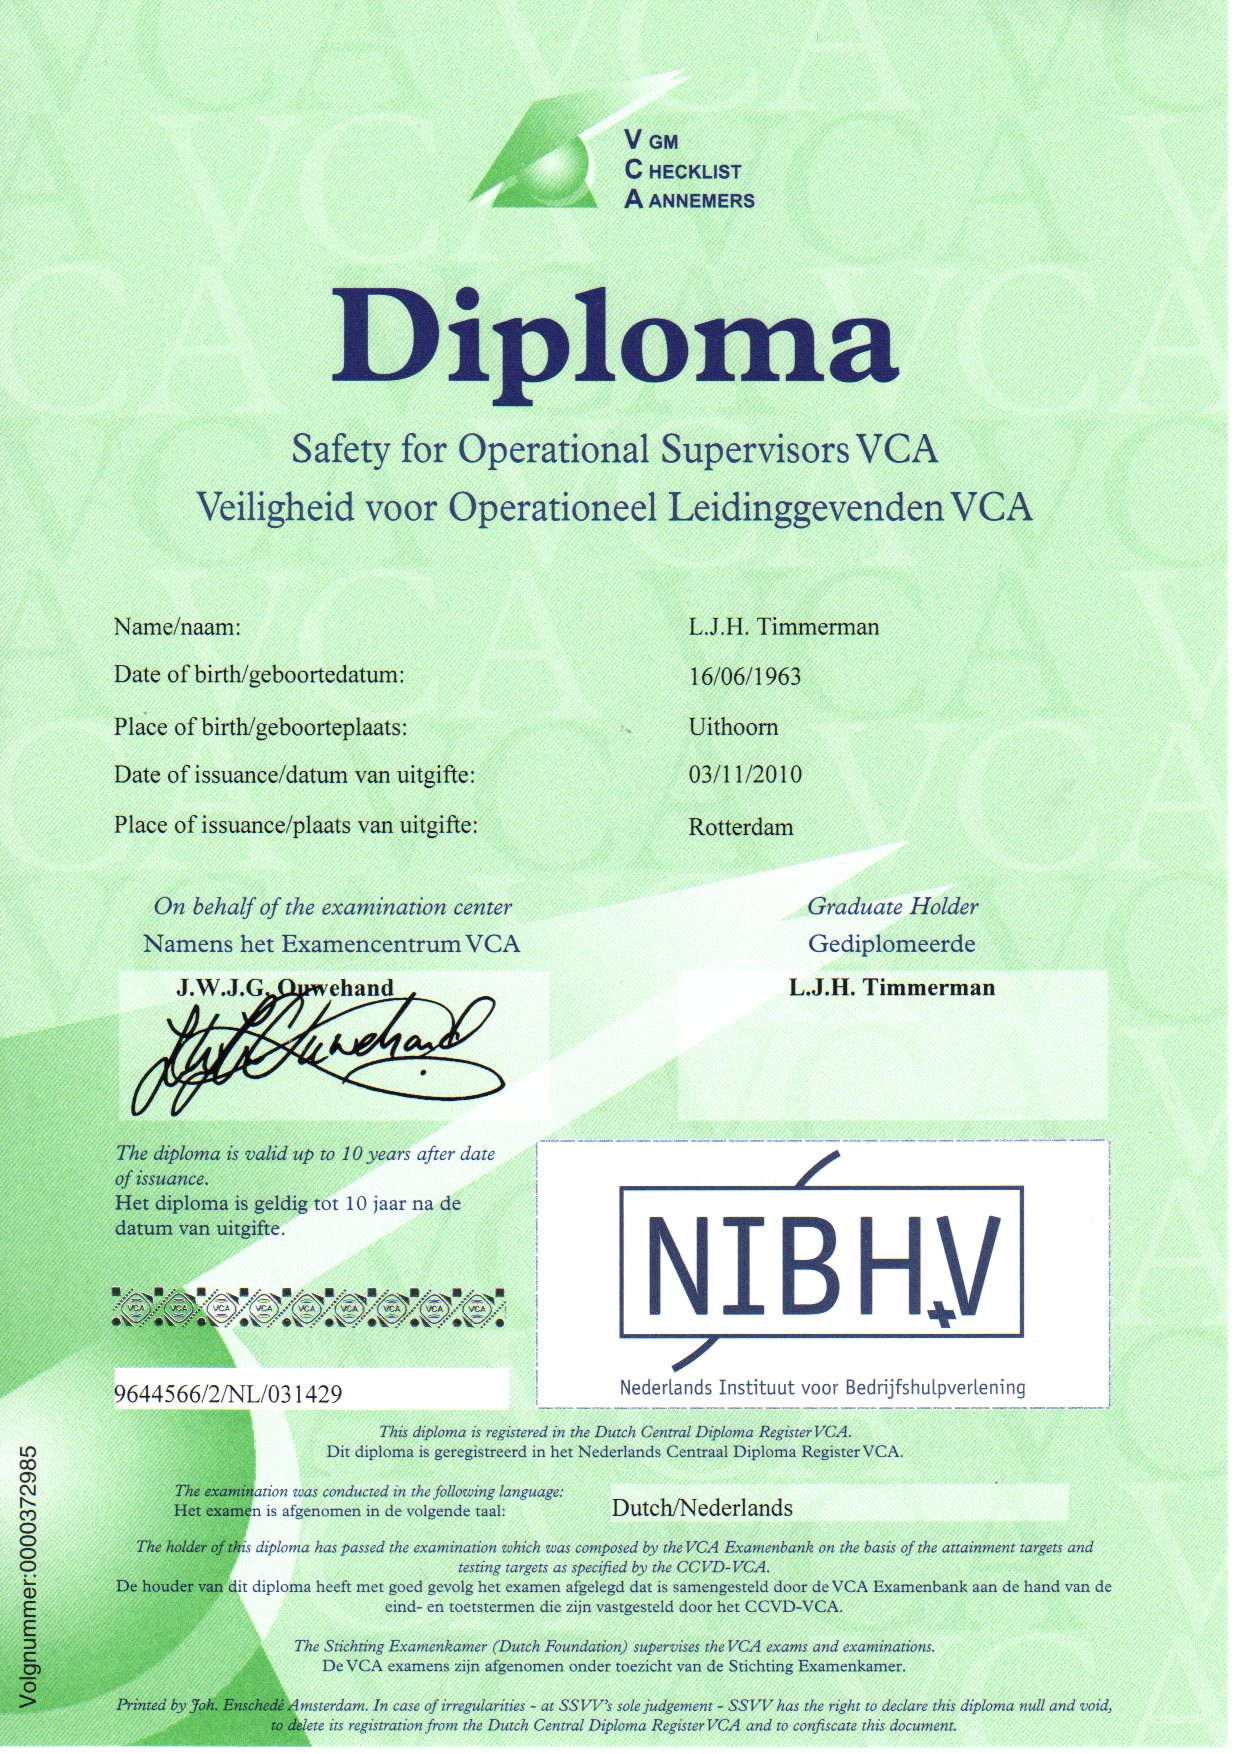 V GM
C HECKLIST
A ANNEMERS
Diploma
Safety for Operational Supervisors VCA
Veiligheid voor Operationeel Leidinggevenden VCA
Name/naam: L.J.H. Timmerman
Date of birth/geboortedatum: 16/06/1963
Place of birth/geboorteplaats: Uithoorn
Date of issuance/datum van uitgifte: 03/11/2010
Place of issuance/plaats van uitgifte: Rotterdam
On behalf of the examination center
Namens het Examencentrum VCA
J.W.J.G. Ouwehand
Graduate Holder
Gediplomeerde
L.J.H. Timmerman
The diploma is valid up to 10 years after date
of issuance.
Het diploma is geldig tot 10 jaar na de
datum van uitgifte.
VCA VCA VCA VCA VCA VCA VCA VCA VCA
9644566/2/NL/031429
NIBHV
Nederlands Instituut voor Bedrijfshulpverlening
This diploma is registered in the Dutch Central Diploma Register VCA.
Dit diploma is geregistreerd in het Nederlands Centraal Diploma Register VCA.
The examination was conducted in the following language:
Het examen is afgenomen in de volgende taal:
Dutch/Nederlands
The holder of this diploma has passed the examination which was composed by the VCA Examenbank on the basis of the attainment targets and
testing targets as specified by the CCVD-VCA.
De houder van dit diploma heeft met goed gevolg het examen afgelegd dat is samengesteld door de VCA Examenbank aan de hand van de
eind- en toetstermen die zijn vastgesteld door het CCVD-VCA.
The Stichting Examenkamer (Dutch Foundation) supervises the VCA exams and examinations.
De VCA examens zijn afgenomen onder toezicht van de Stichting Examenkamer.
Printed by Joh. Enschedé Amsterdam. In case of irregularities - at SSVV's sole judgement - SSVV has the right to declare this diploma null and void,
to delete its registration from the Dutch Central Diploma Register VCA and to confiscate this document.
Volgnummer:0000372985